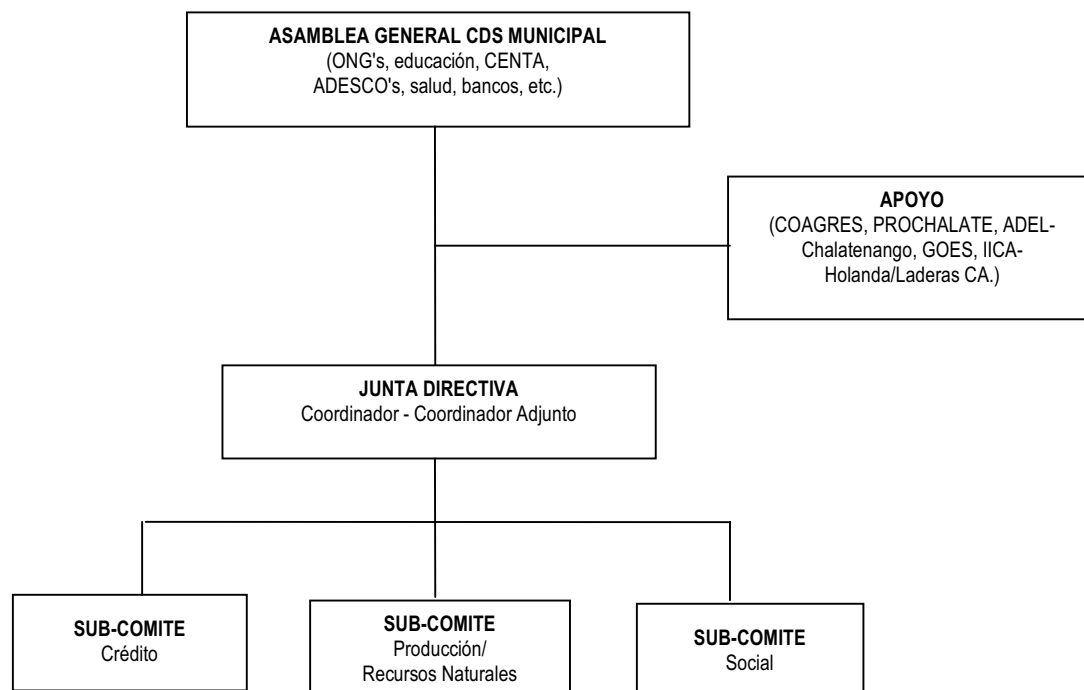 ASAMBLEA GENERAL CDS MUNICIPAL
(ONG's, educación, CENTA,
ADESCO's, salud, bancos, etc.)
APOYO
(COAGRES, PROCHALATE, ADEL-
Chalatenango, GOES, IICA-
Holanda/Laderas CA.)
JUNTA DIRECTIVA
Coordinador - Coordinador Adjunto
SUB-COMITE
Crédito
SUB-COMITE
Producción/
Recursos Naturales
SUB-COMITE
Social